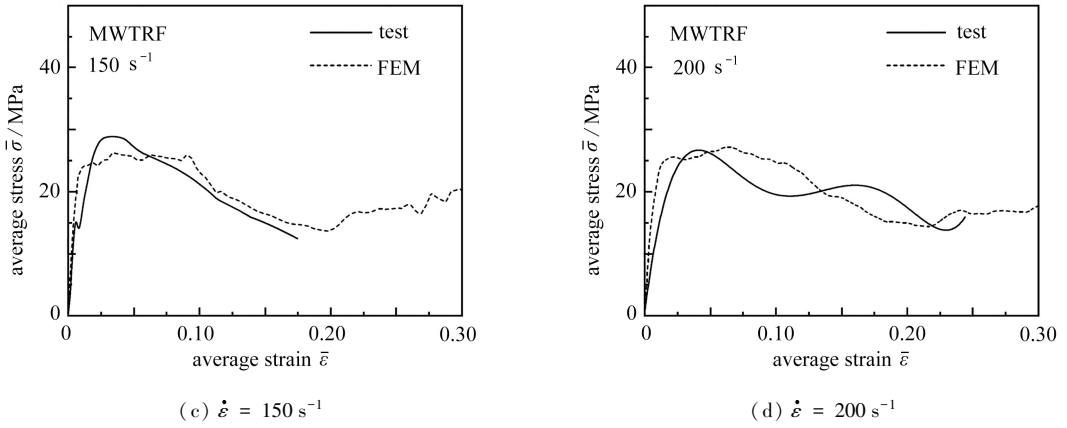 MWTRF
150 s⁻¹
test
FEM
40
20
0
average stress σ̄ / MPa
0
0.10
0.20
0.30
average strain ε̄
(c) ε̇ = 150 s⁻¹
MWTRF
200 s⁻¹
test
FEM
40
20
0
average stress σ̄ / MPa
0
0.10
0.20
0.30
average strain ε̄
(d) ε̇ = 200 s⁻¹